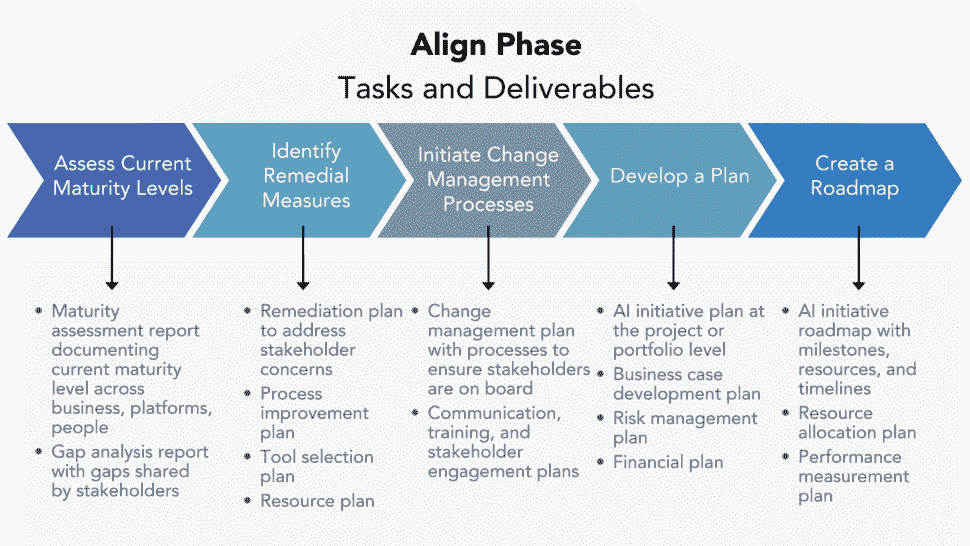 Align Phase
Tasks and Deliverables
Assess Current
Maturity Levels
Identify
Remedial
Measures
Initiate Change
Management
Processes
Develop a Plan
Create a
Roadmap
• Maturity
assessment report
documenting
current maturity
level across
business, platforms,
people
• Gap analysis report
with gaps shared
by stakeholders
• Remediation plan
to address
stakeholder
concerns
• Process
improvement
plan
• Tool selection
plan
• Resource plan
• Change
management plan
with processes to
ensure stakeholders
are on board
• Communication,
training, and
stakeholder
engagement plans
• AI initiative plan at
the project or
portfolio level
• Business case
development plan
• Risk management
plan
• Financial plan
• AI initiative
roadmap with
milestones,
resources, and
timelines
• Resource
allocation plan
• Performance
measurement
plan